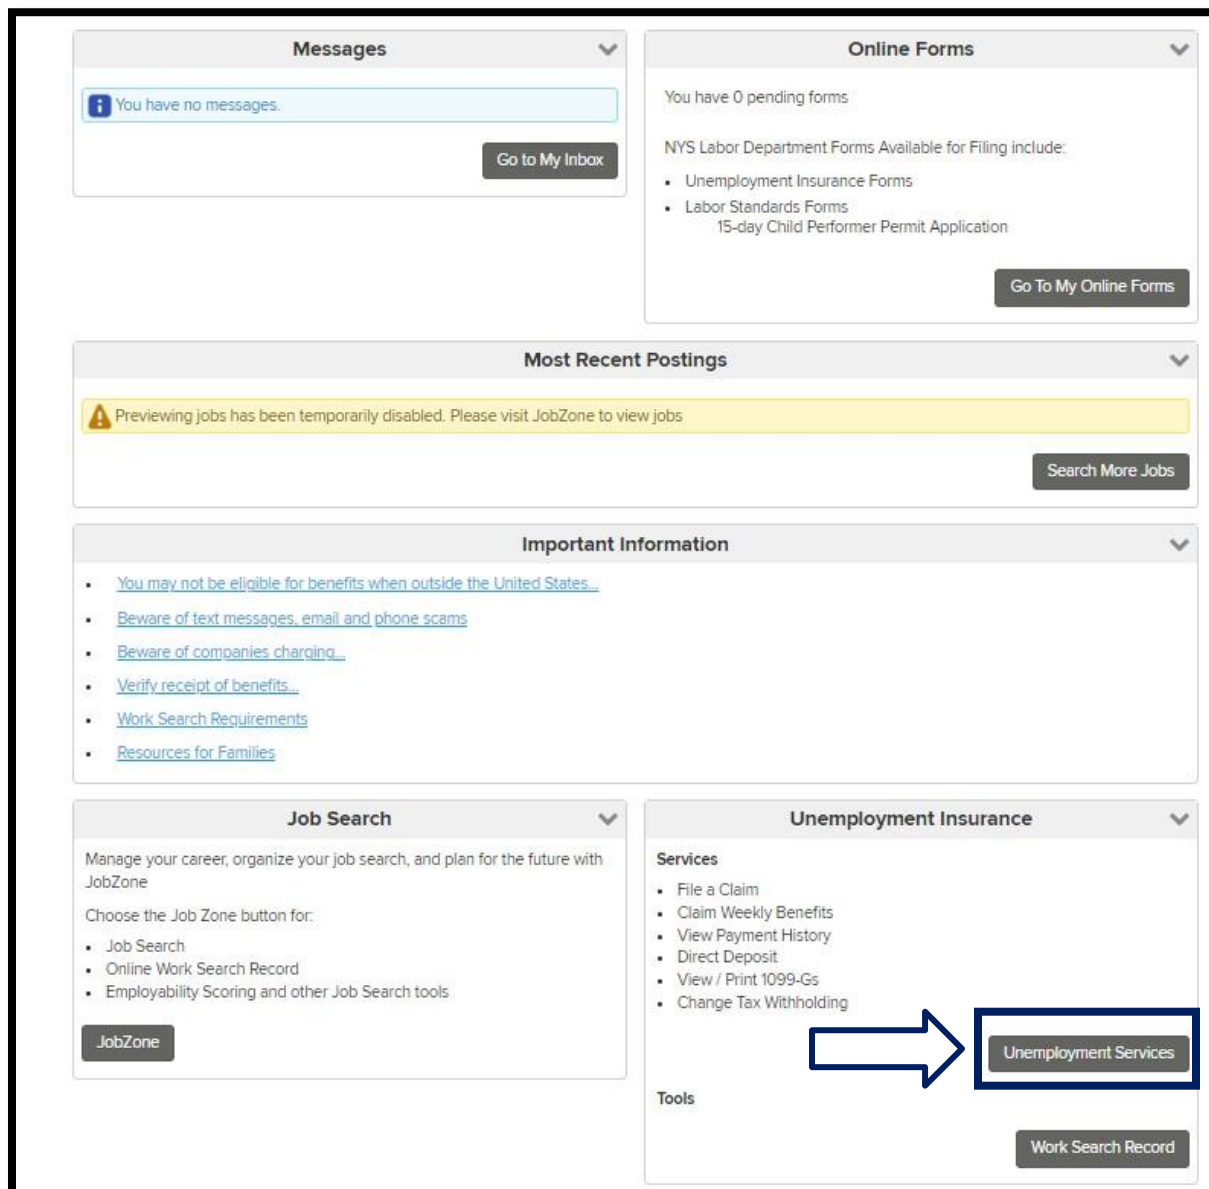 Messages
You have no messages.
Go to My Inbox
Online Forms
You have 0 pending forms
NYS Labor Department Forms Available for Filing include:
• Unemployment Insurance Forms
• Labor Standards Forms
15-day Child Performer Permit Application
Go To My Online Forms
Most Recent Postings
Previewing jobs has been temporarily disabled. Please visit JobZone to view jobs
Search More Jobs
Important Information
• You may not be eligible for benefits when outside the United States...
• Beware of text messages, email and phone scams
• Beware of companies charging...
• Verify receipt of benefits...
• Work Search Requirements
• Resources for Families
Job Search
Manage your career, organize your job search, and plan for the future with
JobZone
Choose the Job Zone button for:
• Job Search
• Online Work Search Record
• Employability Scoring and other Job Search tools
JobZone
Unemployment Insurance
Services
• File a Claim
• Claim Weekly Benefits
• View Payment History
• Direct Deposit
• View / Print 1099-Gs
• Change Tax Withholding
Unemployment Services
Tools
Work Search Record